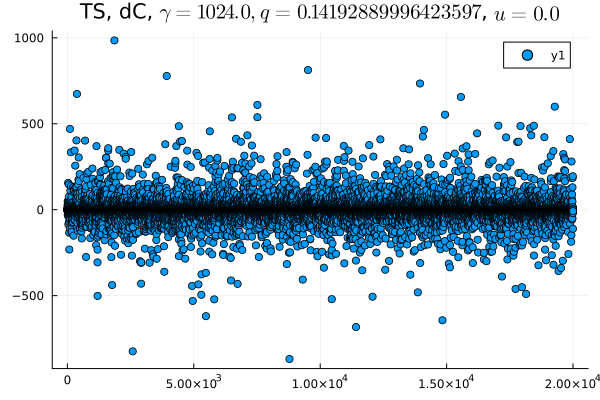 TS, dC, γ = 1024.0, q = 0.14192889996423597, u = 0.0
1000
y1
500
0
−500
0 5.00×10³ 1.00×10⁴ 1.50×10⁴ 2.00×10⁴